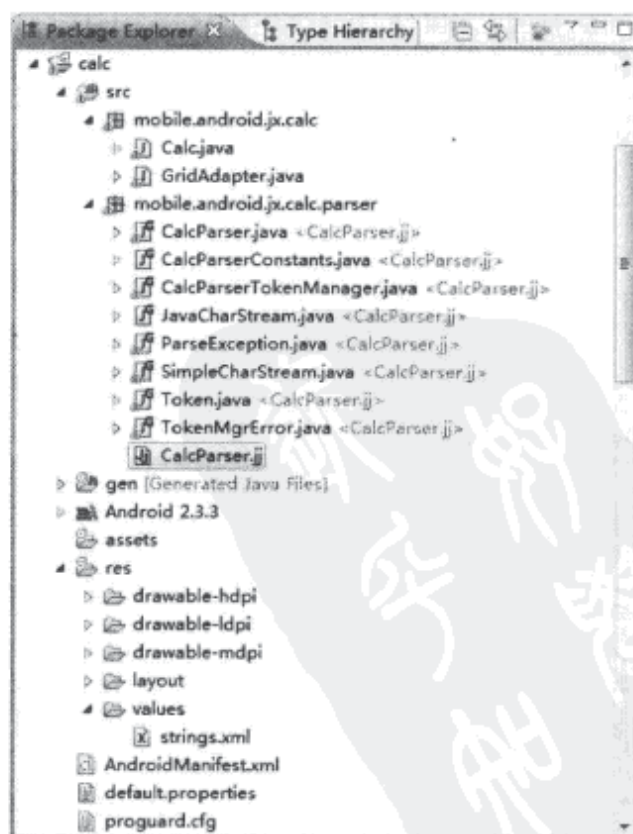 Package Explorer Type Hierarchy
calc
src
mobile.android.jx.calc
Calc.java
GridAdapter.java
mobile.android.jx.calc.parser
CalcParser.java <CalcParser.jj>
CalcParserConstants.java <CalcParser.jj>
CalcParserTokenManager.java <CalcParser.jj>
JavaCharStream.java <CalcParser.jj>
ParseException.java <CalcParser.jj>
SimpleCharStream.java <CalcParser.jj>
Token.java <CalcParser.jj>
TokenMgrError.java <CalcParser.jj>
CalcParser.jj
gen [Generated Java Files]
Android 2.3.3
assets
res
drawable-hdpi
drawable-ldpi
drawable-mdpi
layout
values
strings.xml
AndroidManifest.xml
default.properties
proguard.cfg